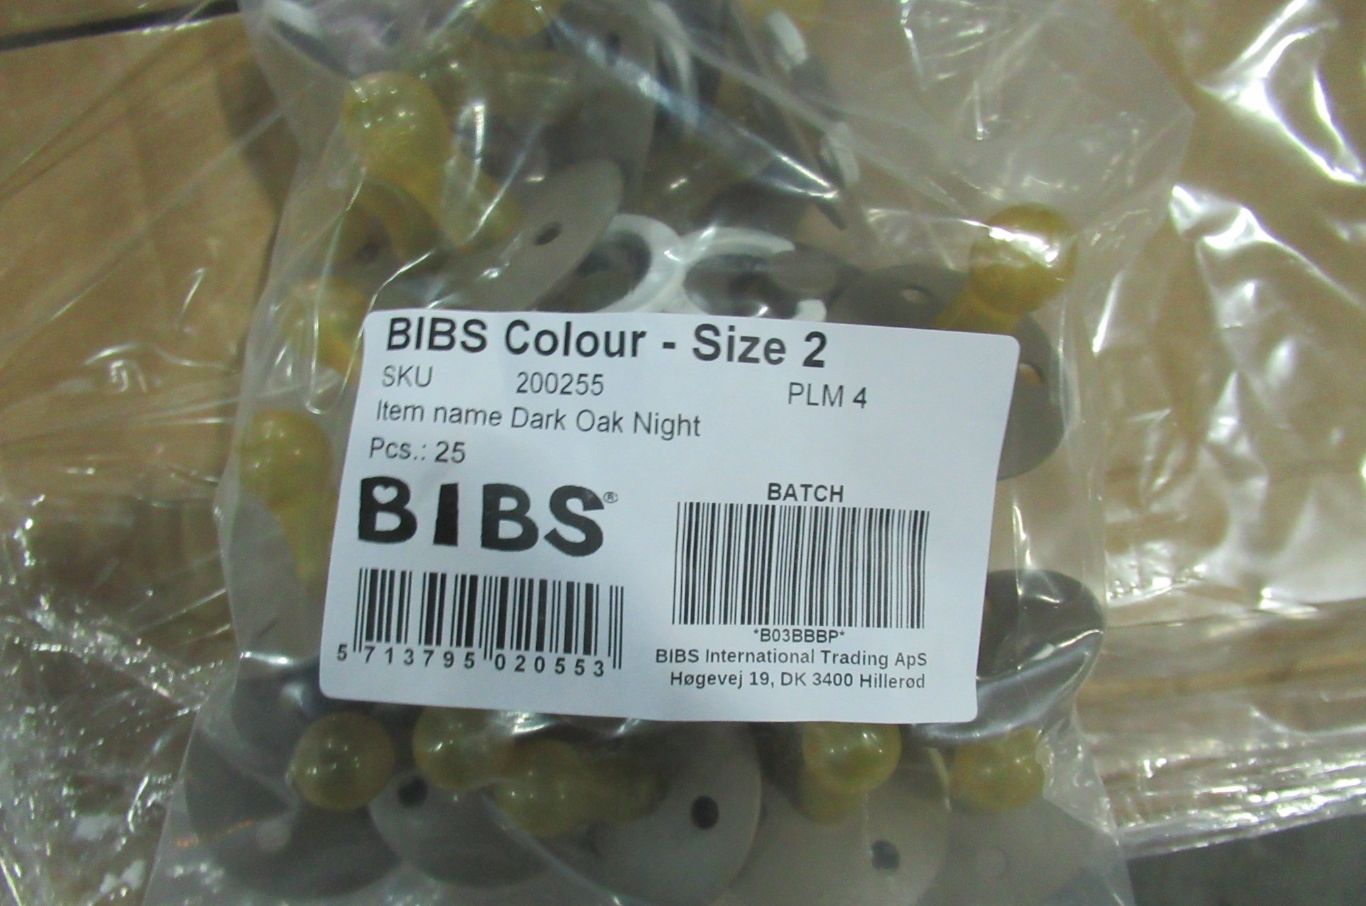 BIBS Colour - Size 2
SKU 200255 PLM 4
Item name Dark Oak Night
Pcs.: 25
BIBS®
BATCH
*B03BBBP*
5 713795 020553
BIBS International Trading ApS
Høgevej 19, DK 3400 Hillerød